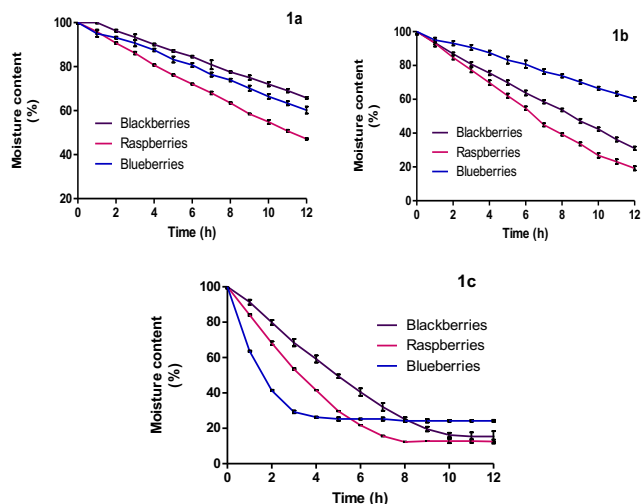 1a
Moisture content
(%)
100
80
60
40
20
Blackberries
Raspberries
Blueberries
0 2 4 6 8 10 12
Time (h)
1b
Moisture content
(%)
100
80
60
40
20
0
Blackberries
Raspberries
Blueberries
0 2 4 6 8 10 12
Time (h)
1c
Moisture content
(%)
100
80
60
40
20
0
Blackberries
Raspberries
Blueberries
0 2 4 6 8 10 12
Time (h)